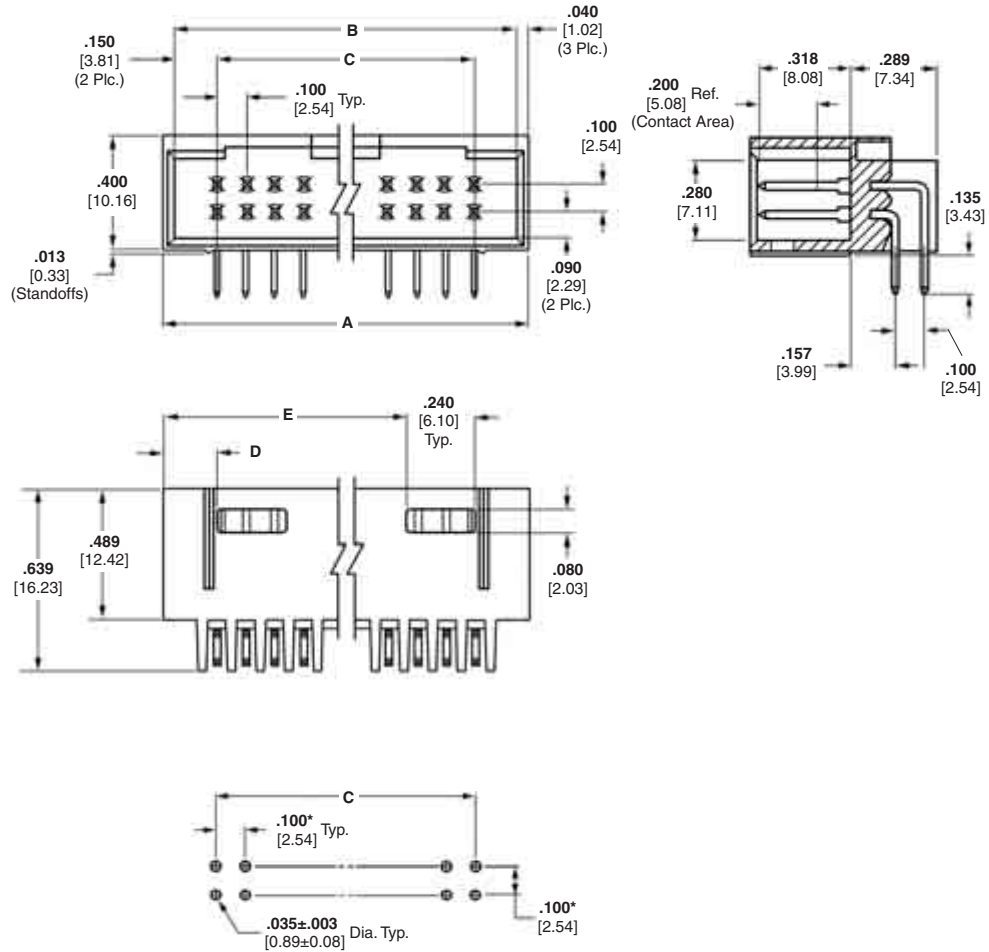 B
.040
[1.02]
(3 Plc.)
.150
[3.81]
(2 Plc.)
C
.100
[2.54] Typ.
.318
[8.08]
.289
[7.34]
.200
[5.08] Ref.
(Contact Area)
.100
[2.54]
.400
[10.16]
.280
[7.11]
.135
[3.43]
.013
[0.33]
(Standoffs)
.090
[2.29]
(2 Plc.)
A
.157
[3.99]
.100
[2.54]
E
.240
[6.10]
Typ.
D
.489
[12.42]
.639
[16.23]
.080
[2.03]
C
.100*
[2.54] Typ.
.100*
[2.54]
.035±.003
[0.89±0.08] Dia. Typ.